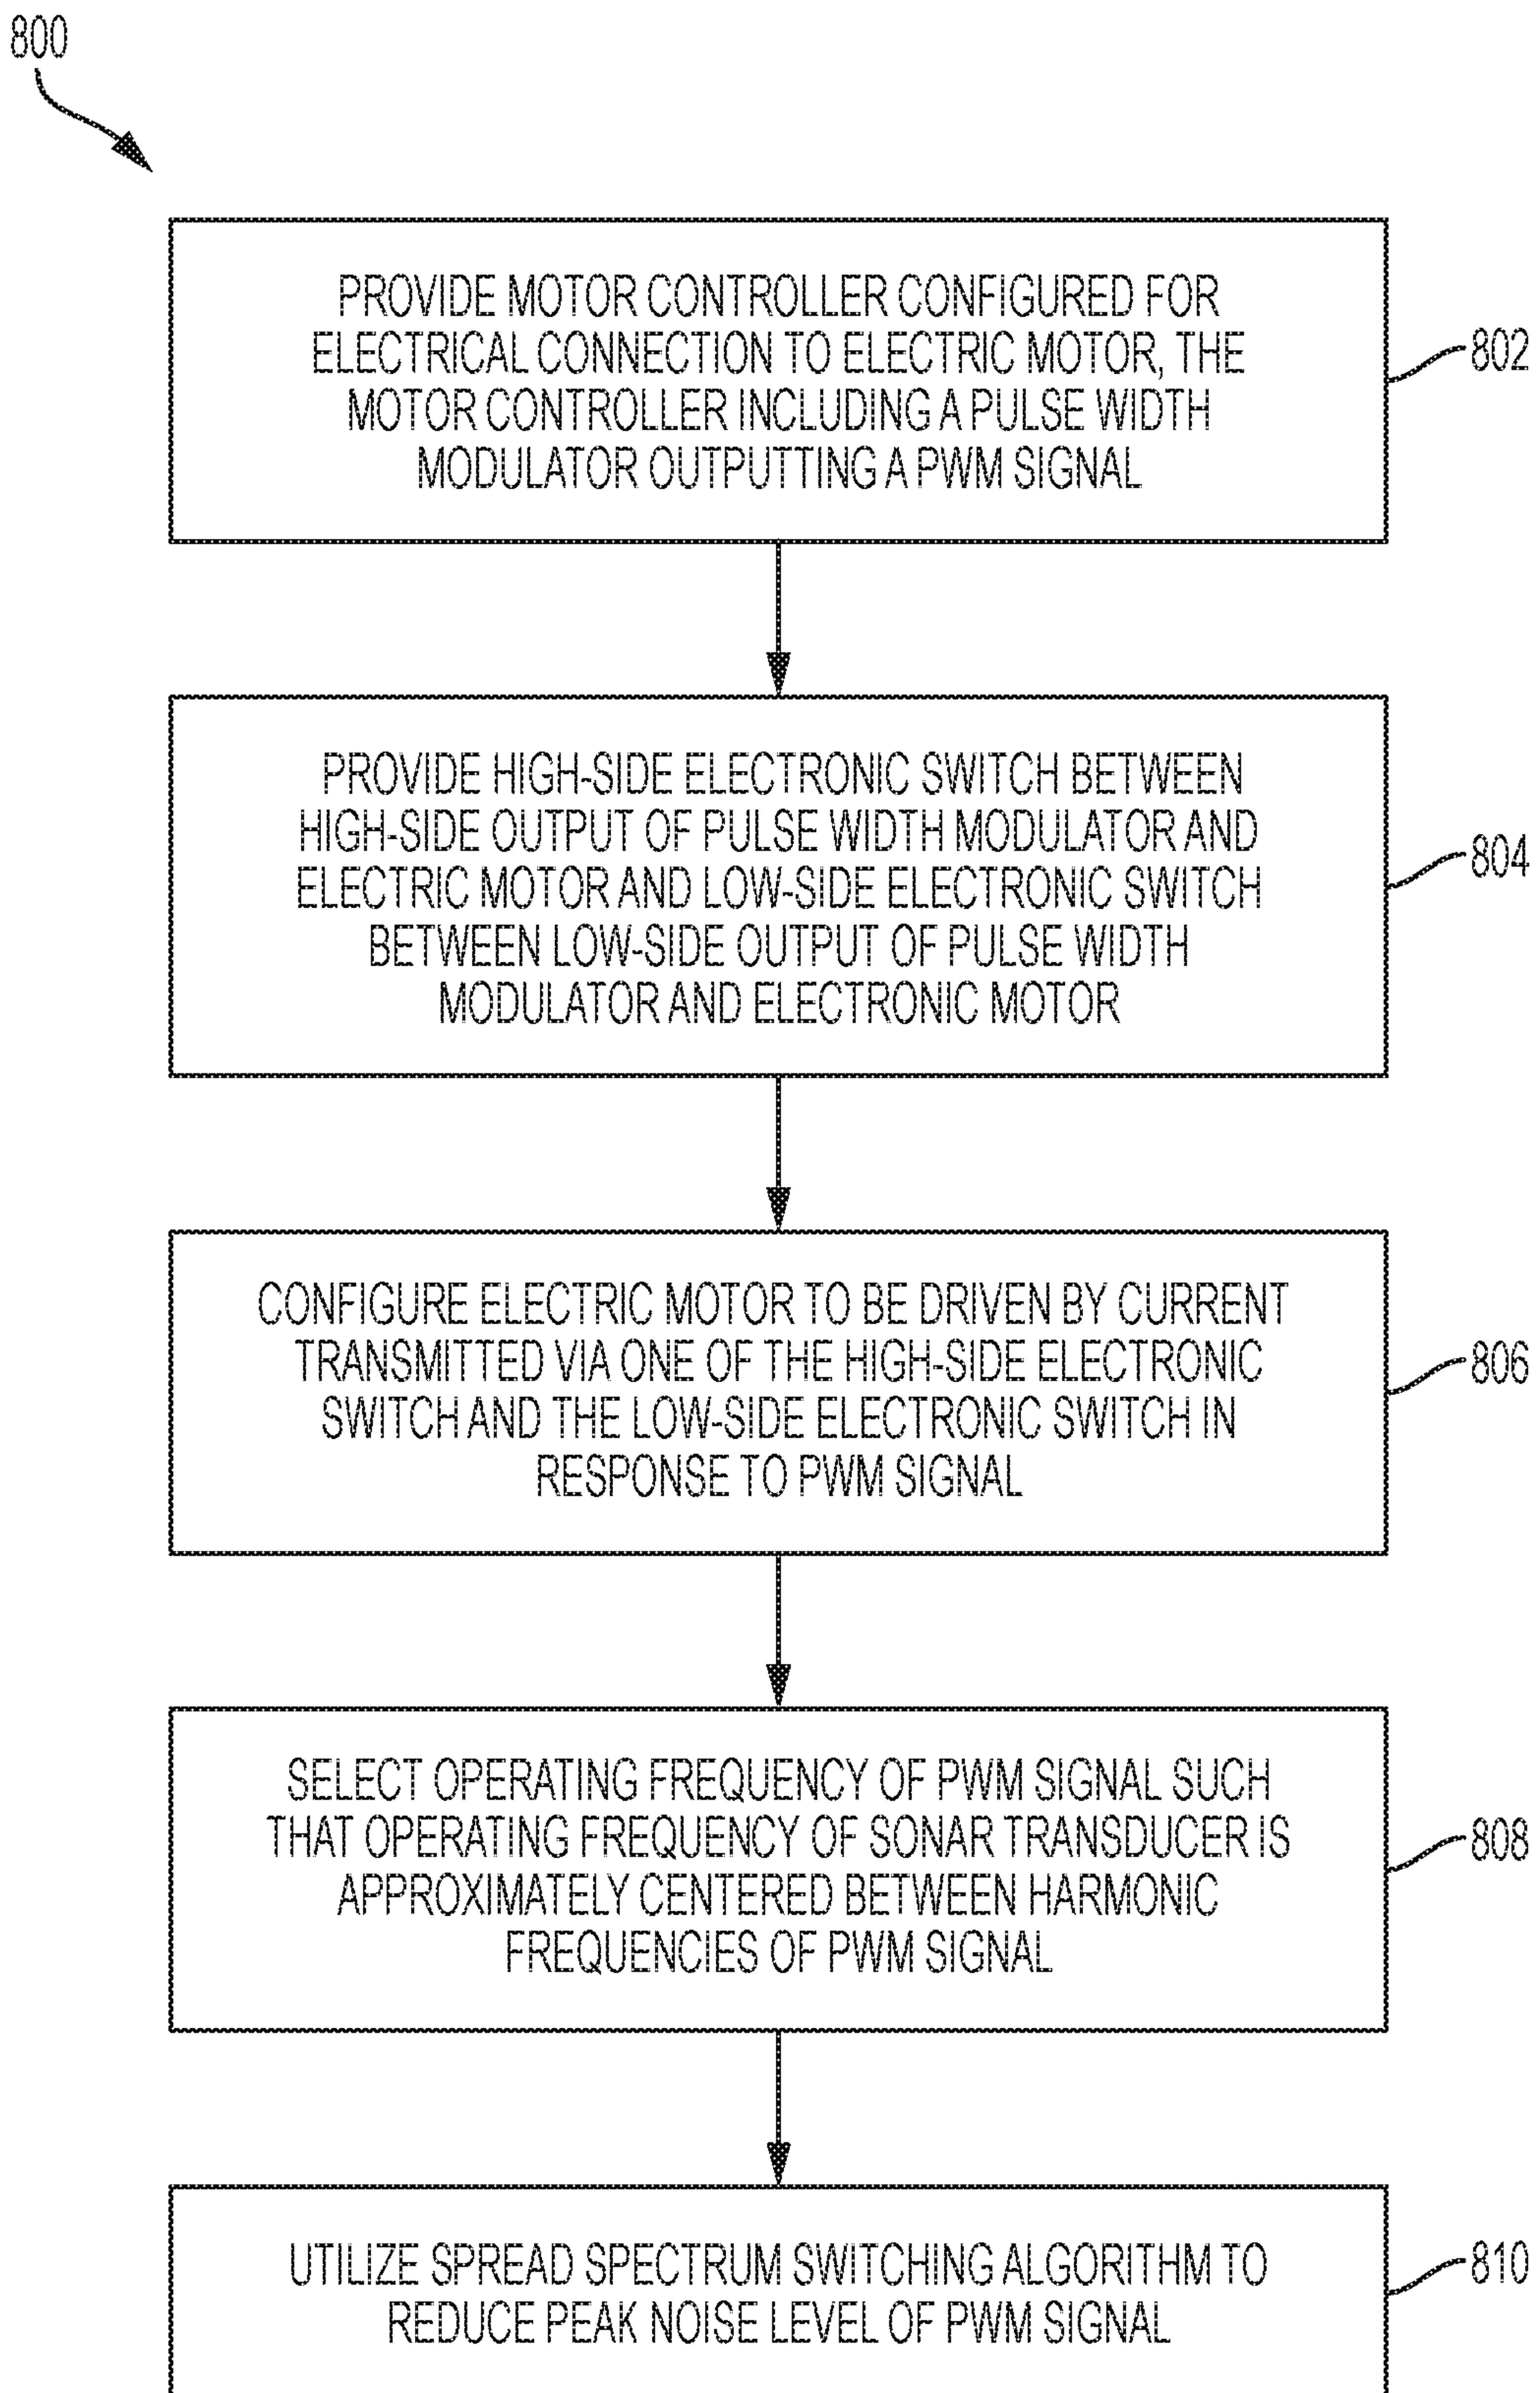 800
PROVIDE MOTOR CONTROLLER CONFIGURED FOR
ELECTRICAL CONNECTION TO ELECTRIC MOTOR, THE
MOTOR CONTROLLER INCLUDING A PULSE WIDTH
MODULATOR OUTPUTTING A PWM SIGNAL
802
PROVIDE HIGH-SIDE ELECTRONIC SWITCH BETWEEN
HIGH-SIDE OUTPUT OF PULSE WIDTH MODULATOR AND
ELECTRIC MOTOR AND LOW-SIDE ELECTRONIC SWITCH
BETWEEN LOW-SIDE OUTPUT OF PULSE WIDTH
MODULATOR AND ELECTRONIC MOTOR
804
CONFIGURE ELECTRIC MOTOR TO BE DRIVEN BY CURRENT
TRANSMITTED VIA ONE OF THE HIGH-SIDE ELECTRONIC
SWITCH AND THE LOW-SIDE ELECTRONIC SWITCH IN
RESPONSE TO PWM SIGNAL
806
SELECT OPERATING FREQUENCY OF PWM SIGNAL SUCH
THAT OPERATING FREQUENCY OF SONAR TRANSDUCER IS
APPROXIMATELY CENTERED BETWEEN HARMONIC
FREQUENCIES OF PWM SIGNAL
808
UTILIZE SPREAD SPECTRUM SWITCHING ALGORITHM TO
REDUCE PEAK NOISE LEVEL OF PWM SIGNAL
810